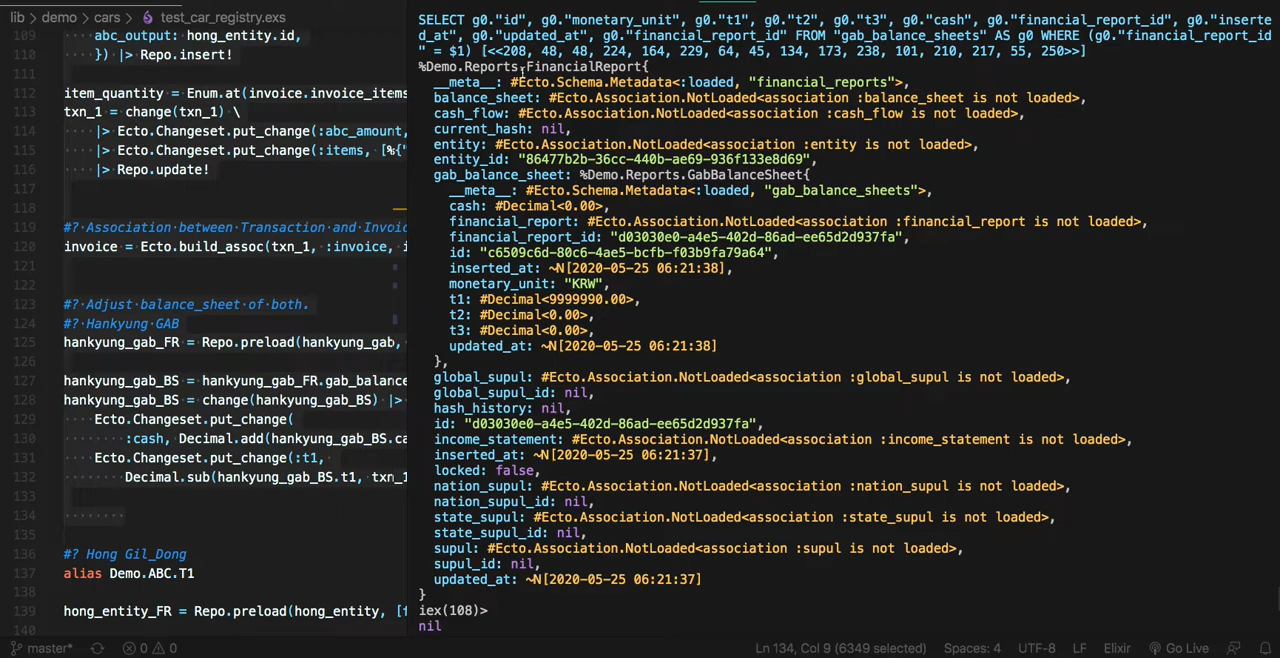 lib > demo > cars > test_car_registry.exs
109 abc_output: hong_entity.id,
110 }) |> Repo.insert!
111
112 item_quantity = Enum.at(invoice.invoice_items
113 txn_1 = change(txn_1) \
114 |> Ecto.Changeset.put_change(:abc_amount,
115 |> Ecto.Changeset.put_change(:items, [%{"
116 |> Repo.update!
117
118
119 #? Association between Transaction and Invoic
120 invoice = Ecto.build_assoc(txn_1, :invoice, i
121
122
123 #? Adjust balance_sheet of both.
124 #? Hankyung GAB
125 hankyung_gab_FR = Repo.preload(hankyung_gab,
126
127 hankyung_gab_BS = hankyung_gab_FR.gab_balance
128 hankyung_gab_BS = change(hankyung_gab_BS) |>
129 Ecto.Changeset.put_change(
130 :cash, Decimal.add(hankyung_gab_BS.ca
131 Ecto.Changeset.put_change(:t1,
132 Decimal.sub(hankyung_gab_BS.t1, txn_1
133
134
135
136 #? Hong Gil_Dong
137 alias Demo.ABC.T1
138
139 hong_entity_FR = Repo.preload(hong_entity, [f
140
SELECT g0."id", g0."monetary_unit", g0."t1", g0."t2", g0."t3", g0."cash", g0."financial_report_id", g0."inserte
d_at", g0."updated_at", g0."financial_report_id" FROM "gab_balance_sheets" AS g0 WHERE (g0."financial_report_id
" = $1) [<<208, 48, 48, 224, 164, 229, 64, 45, 134, 173, 238, 101, 210, 217, 55, 250>>]
%Demo.Reports.FinancialReport{
__meta__: #Ecto.Schema.Metadata<:loaded, "financial_reports">,
balance_sheet: #Ecto.Association.NotLoaded<association :balance_sheet is not loaded>,
cash_flow: #Ecto.Association.NotLoaded<association :cash_flow is not loaded>,
current_hash: nil,
entity: #Ecto.Association.NotLoaded<association :entity is not loaded>,
entity_id: "86477b2b-36cc-440b-ae69-936f133e8d69",
gab_balance_sheet: %Demo.Reports.GabBalanceSheet{
__meta__: #Ecto.Schema.Metadata<:loaded, "gab_balance_sheets">,
cash: #Decimal<0.00>,
financial_report: #Ecto.Association.NotLoaded<association :financial_report is not loaded>,
financial_report_id: "d03030e0-a4e5-402d-86ad-ee65d2d937fa",
id: "c6509c6d-80c6-4ae5-bcfb-f03b9fa79a64",
inserted_at: ~N[2020-05-25 06:21:38],
monetary_unit: "KRW",
t1: #Decimal<9999990.00>,
t2: #Decimal<0.00>,
t3: #Decimal<0.00>,
updated_at: ~N[2020-05-25 06:21:38]
},
global_supul: #Ecto.Association.NotLoaded<association :global_supul is not loaded>,
global_supul_id: nil,
hash_history: nil,
id: "d03030e0-a4e5-402d-86ad-ee65d2d937fa",
income_statement: #Ecto.Association.NotLoaded<association :income_statement is not loaded>,
inserted_at: ~N[2020-05-25 06:21:37],
locked: false,
nation_supul: #Ecto.Association.NotLoaded<association :nation_supul is not loaded>,
nation_supul_id: nil,
state_supul: #Ecto.Association.NotLoaded<association :state_supul is not loaded>,
state_supul_id: nil,
supul: #Ecto.Association.NotLoaded<association :supul is not loaded>,
supul_id: nil,
updated_at: ~N[2020-05-25 06:21:37]
}
iex(108)>
nil
master* 0 0 Ln 134, Col 9 (6349 selected) Spaces: 4 UTF-8 LF Elixir Go Live